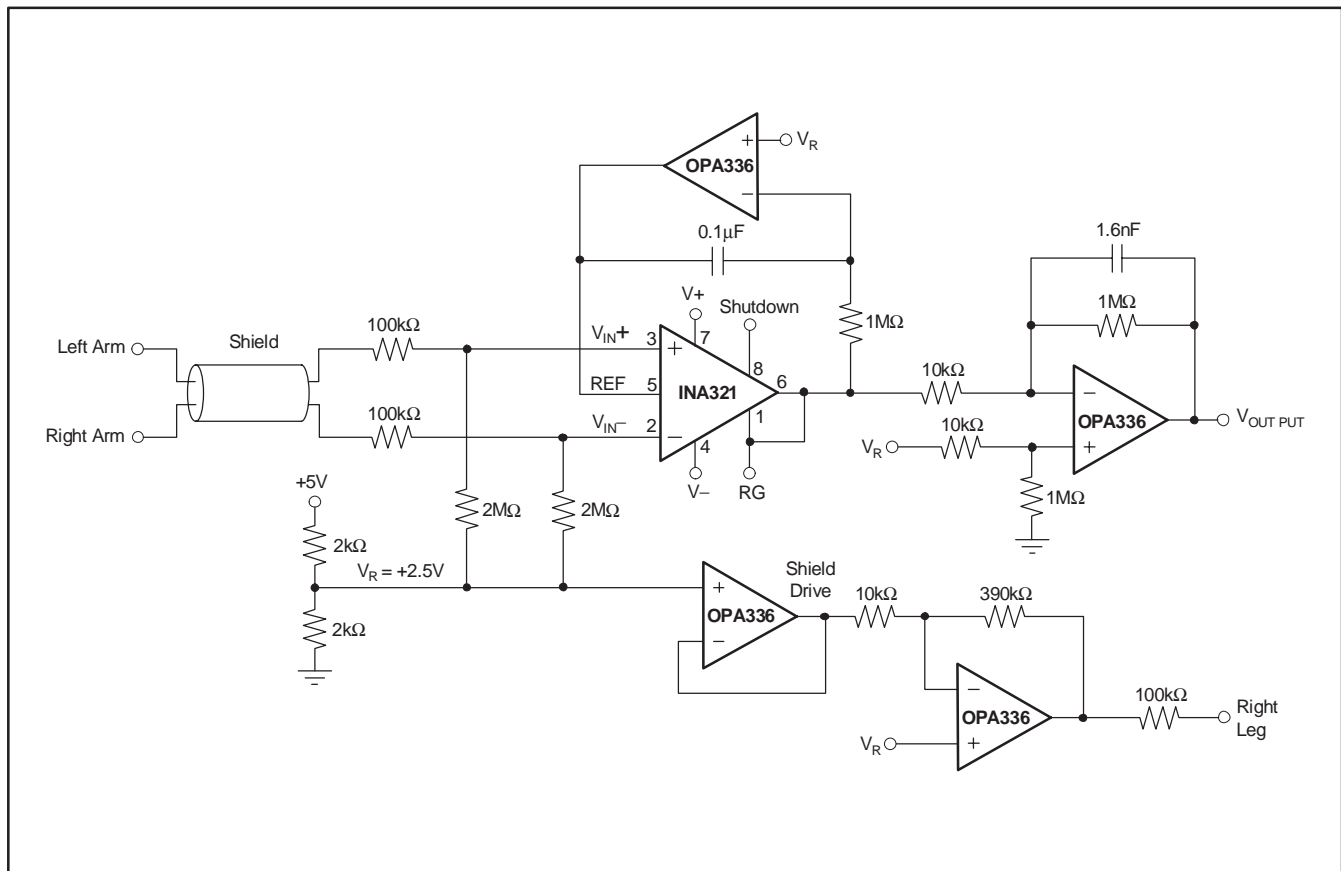 +
V_R
OPA336
−
0.1µF
1.6nF
V+
Shutdown
1MΩ
1MΩ
100kΩ
V_IN+
3
+
7
Left Arm
Shield
8
10kΩ
REF
5
INA321
6
−
100kΩ
1
OPA336
V_OUT PUT
V_IN−
2
−
10kΩ
+
Right Arm
4
V_R
V−
RG
+5V
2MΩ
2MΩ
1MΩ
2kΩ
V_R = +2.5V
Shield
Drive
+
10kΩ
390kΩ
OPA336
2kΩ
−
−
OPA336
100kΩ
Right
Leg
V_R
+